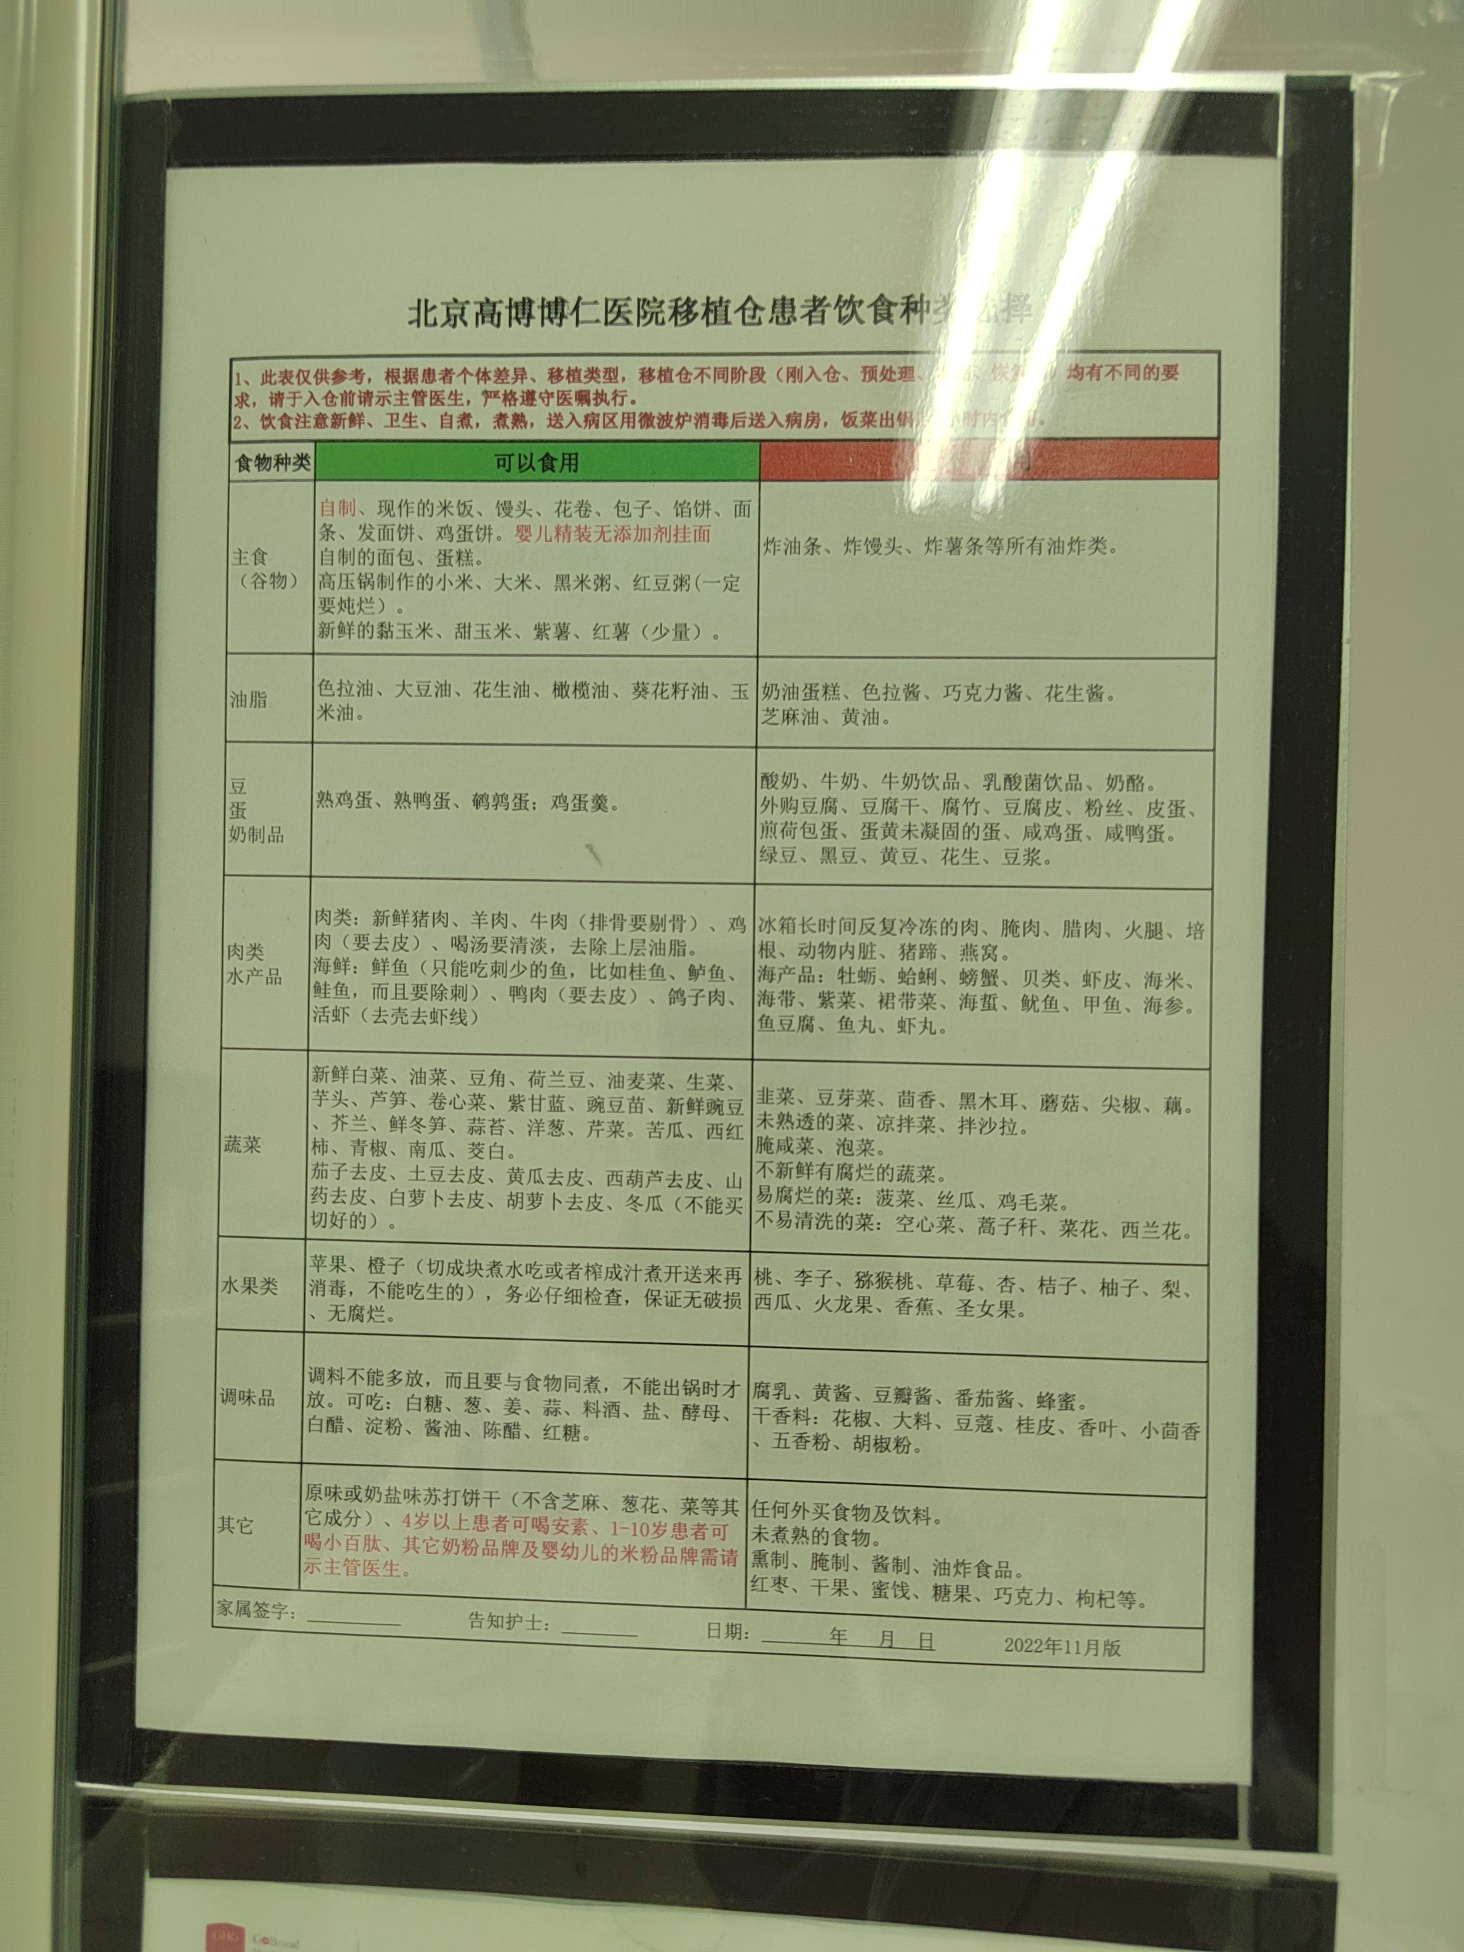 北京高博博仁医院移植仓患者饮食种类选择
1、此表仅供参考，根据患者个体差异、移植类型，移植仓不同阶段（刚入仓、预处理、 均有不同的要
求，请于入仓前请示主管医生，严格遵守医嘱执行。
2、饮食注意新鲜、卫生、自煮，煮熟，送入病区用微波炉消毒后送入病房，饭菜出锅
食物种类 可以食用
主食
（谷物）
自制、现作的米饭、馒头、花卷、包子、馅饼、面
条、发面饼、鸡蛋饼。婴儿精装无添加剂挂面
自制的面包、蛋糕。
高压锅制作的小米、大米、黑米粥、红豆粥(一定
要炖烂）。
新鲜的黏玉米、甜玉米、紫薯、红薯（少量）。
炸油条、炸馒头、炸薯条等所有油炸类。
油脂
色拉油、大豆油、花生油、橄榄油、葵花籽油、玉
米油。
奶油蛋糕、色拉酱、巧克力酱、花生酱。
芝麻油、黄油。
豆
蛋
奶制品
熟鸡蛋、熟鸭蛋、鹌鹑蛋；鸡蛋羹。
酸奶、牛奶、牛奶饮品、乳酸菌饮品、奶酪。
外购豆腐、豆腐干、腐竹、豆腐皮、粉丝、皮蛋、
煎荷包蛋、蛋黄未凝固的蛋、咸鸡蛋、咸鸭蛋。
绿豆、黑豆、黄豆、花生、豆浆。
肉类
水产品
肉类：新鲜猪肉、羊肉、牛肉（排骨要剔骨）、鸡
肉（要去皮）、喝汤要清淡，去除上层油脂。
海鲜：鲜鱼（只能吃刺少的鱼，比如桂鱼、鲈鱼、
鲑鱼，而且要除刺）、鸭肉（要去皮）、鸽子肉、
活虾（去壳去虾线）
冰箱长时间反复冷冻的肉、腌肉、腊肉、火腿、培
根、动物内脏、猪蹄、燕窝。
海产品：牡蛎、蛤蜊、螃蟹、贝类、虾皮、海米、
海带、紫菜、裙带菜、海蜇、鱿鱼、甲鱼、海参。
鱼豆腐、鱼丸、虾丸。
蔬菜
新鲜白菜、油菜、豆角、荷兰豆、油麦菜、生菜、
芋头、芦笋、卷心菜、紫甘蓝、豌豆苗、新鲜豌豆
、芥兰、鲜冬笋、蒜苔、洋葱、芹菜。苦瓜、西红
柿、青椒、南瓜、茭白。
茄子去皮、土豆去皮、黄瓜去皮、西葫芦去皮、山
药去皮、白萝卜去皮、胡萝卜去皮、冬瓜（不能买
切好的）。
韭菜、豆芽菜、茴香、黑木耳、蘑菇、尖椒、藕。
未熟透的菜、凉拌菜、拌沙拉。
腌咸菜、泡菜。
不新鲜有腐烂的蔬菜。
易腐烂的菜：菠菜、丝瓜、鸡毛菜。
不易清洗的菜：空心菜、蒿子秆、菜花、西兰花。
水果类
苹果、橙子（切成块煮水吃或者榨成汁煮开送来再
消毒，不能吃生的），务必仔细检查，保证无破损
、无腐烂。
桃、李子、猕猴桃、草莓、杏、桔子、柚子、梨、
西瓜、火龙果、香蕉、圣女果。
调味品
调料不能多放，而且要与食物同煮，不能出锅时才
放。可吃：白糖、葱、姜、蒜、料酒、盐、酵母、
白醋、淀粉、酱油、陈醋、红糖。
腐乳、黄酱、豆瓣酱、番茄酱、蜂蜜。
干香料：花椒、大料、豆蔻、桂皮、香叶、小茴香
、五香粉、胡椒粉。
其它
原味或奶盐味苏打饼干（不含芝麻、葱花、菜等其
它成分）、4岁以上患者可喝安素、1-10岁患者可
喝小百肽、其它奶粉品牌及婴幼儿的米粉品牌需请
示主管医生。
任何外买食物及饮料。
未煮熟的食物。
熏制、腌制、酱制、油炸食品。
红枣、干果、蜜饯、糖果、巧克力、枸杞等。
家属签字：________ 告知护士：________ 日期：______年 月 日 2022年11月版
GHG GoBroad